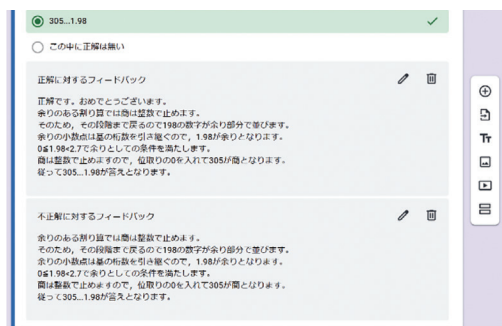 305...1.98
この中に正解は無い
正解に対するフィードバック
正解です。おめでとうございます。
余りのある割り算では商は整数で止めます。
そのため，その段階まで戻るので198の数字が余り部分で並びます。
余りの小数点は基の桁数を引き継ぐので，1.98が余りとなります。
0≦1.98<2.7で余りとしての条件を満たします。
商は整数で止めますので，位取りの0を入れて305が商となります。
従って305...1.98が答えとなります。
不正解に対するフィードバック
余りのある割り算では商は整数で止めます。
そのため，その段階まで戻るので198の数字が余り部分で並びます。
余りの小数点は基の桁数を引き継ぐので，1.98が余りとなります。
0≦1.98<2.7で余りとしての条件を満たします。
商は整数で止めますので，位取りの0を入れて305が商となります。
従って305...1.98が答えとなります。
Tт